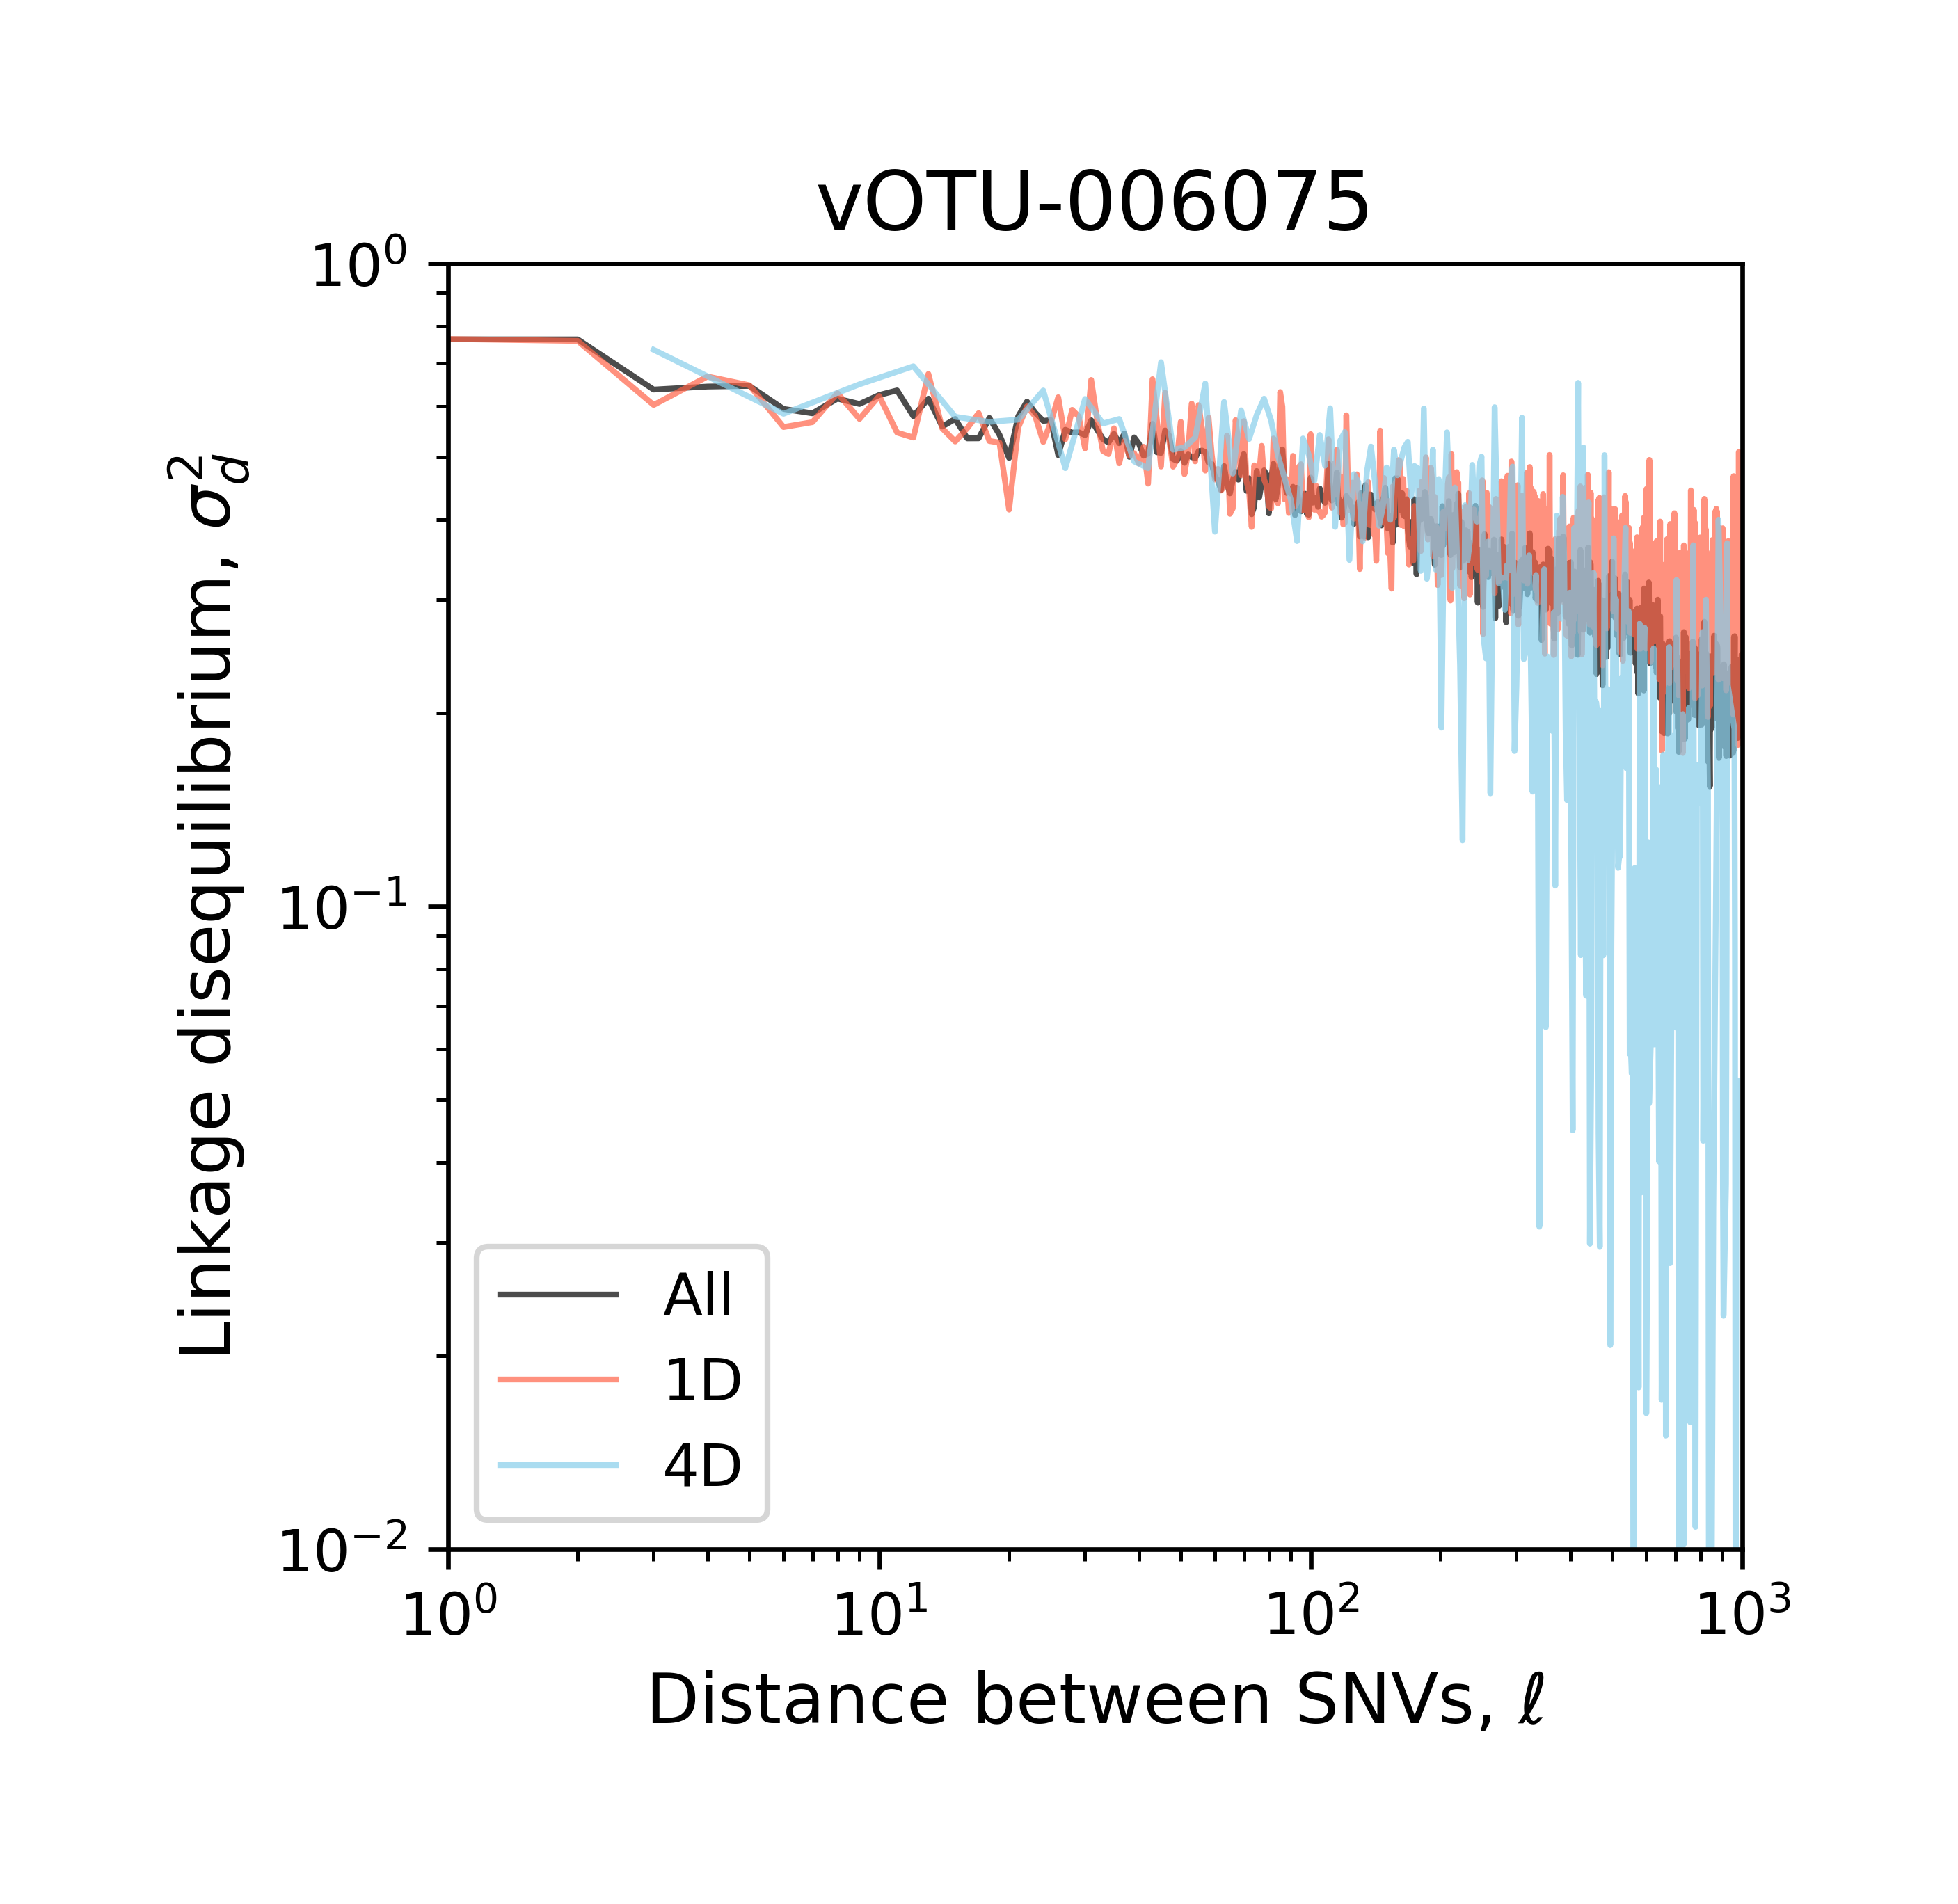 vOTU-006075
Linkage disequilibrium, σ_d^2
10^0
10^−1
10^−2
All
1D
4D
10^0 10^1 10^2 10^3
Distance between SNVs, ℓ